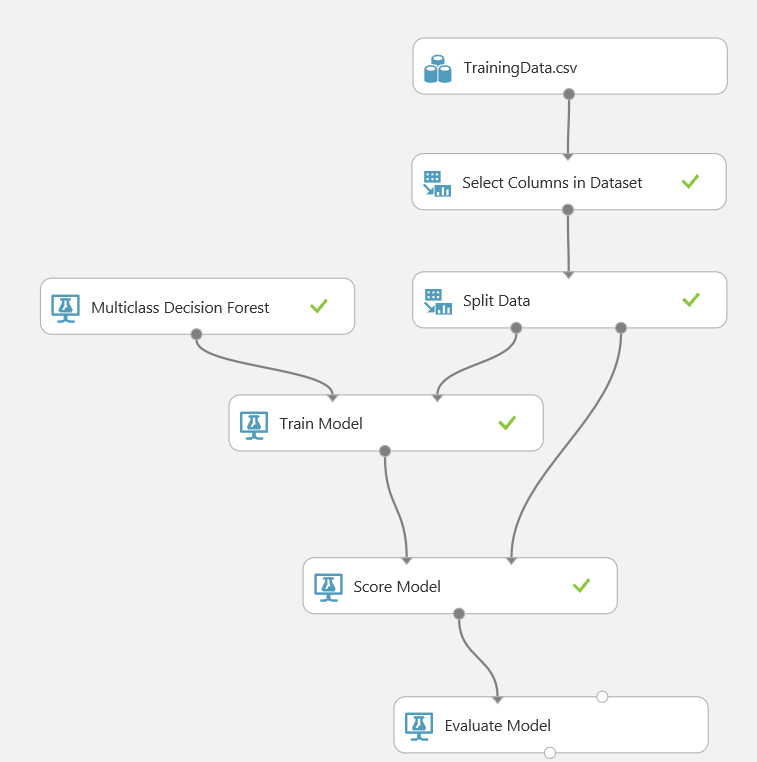 TrainingData.csv
Select Columns in Dataset
Split Data
Multiclass Decision Forest
Train Model
Score Model
Evaluate Model